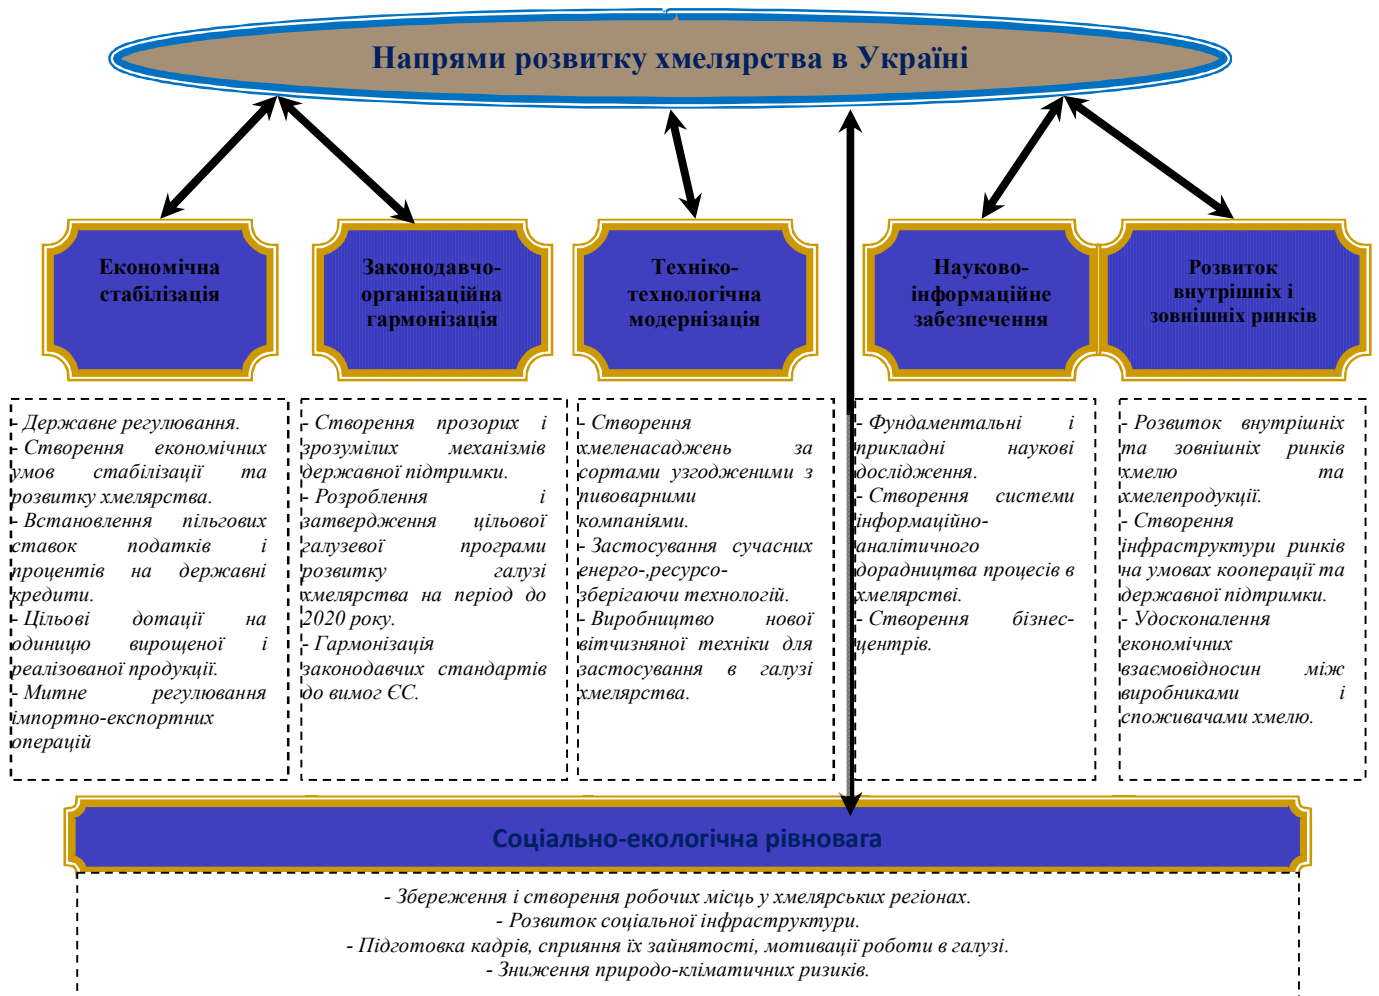 Напрями розвитку хмелярства в Україні
Економічна
стабілізація
Законодавчо-
організаційна
гармонізація
Техніко-
технологічна
модернізація
Науково-
інформаційне
забезпечення
Розвиток
внутрішніх і
зовнішніх ринків
- Державне регулювання.
- Створення економічних
умов стабілізації та
розвитку хмелярства.
- Встановлення пільгових
ставок податків і
процентів на державні
кредити.
- Цільові дотації на
одиницю вирощеної і
реалізованої продукції.
- Митне регулювання
імпортно-експортних
операцій
- Створення прозорих і
зрозумілих механізмів
державної підтримки.
- Розроблення і
затвердження цільової
галузевої програми
розвитку галузі
хмелярства на період до
2020 року.
- Гармонізація
законодавчих стандартів
до вимог ЄС.
- Створення
хмеленасаджень за
сортами узгодженими з
пивоварними
компаніями.
- Застосування сучасних
енерго-,ресурсо-
зберігаючи технологій.
- Виробництво нової
вітчизняної техніки для
застосування в галузі
хмелярства.
- Фундаментальні і
прикладні наукові
дослідження.
- Створення системи
інформаційно-
аналітичного
дорадництва процесів в
хмелярстві.
- Створення бізнес-
центрів.
- Розвиток внутрішніх
та зовнішніх ринків
хмелю та
хмелепродукції.
- Створення
інфраструктури ринків
на умовах кооперації та
державної підтримки.
- Удосконалення
економічних
взаємовідносин між
виробниками і
споживачами хмелю.
Соціально-екологічна рівновага
- Збереження і створення робочих місць у хмелярських регіонах.
- Розвиток соціальної інфраструктури.
- Підготовка кадрів, сприяння їх зайнятості, мотивації роботи в галузі.
- Зниження природо-кліматичних ризиків.